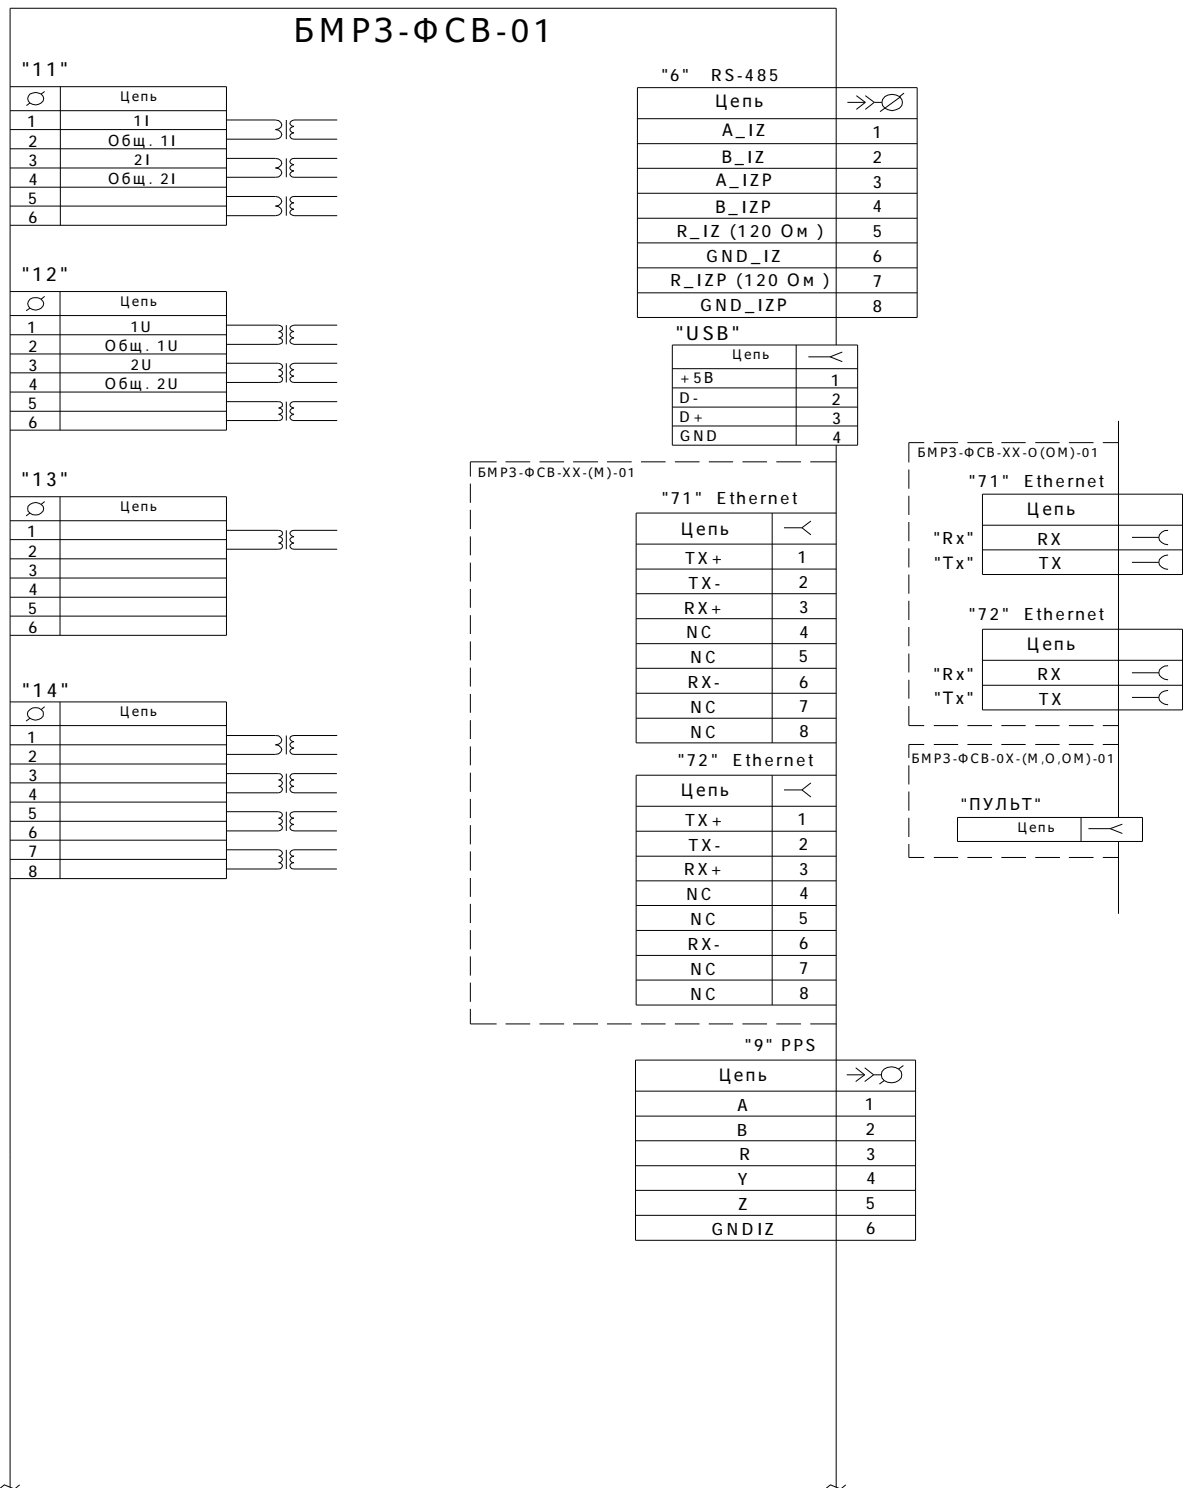 БМРЗ-ФСВ-01
"11"
Цепь
1 1I
2 Общ. 1I
3 2I
4 Общ. 2I
5
6
"12"
Цепь
1 1U
2 Общ. 1U
3 2U
4 Общ. 2U
5
6
"13"
Цепь
1
2
3
4
5
6
"14"
Цепь
1
2
3
4
5
6
7
8
"6" RS-485
Цепь
A_IZ 1
B_IZ 2
A_IZP 3
B_IZP 4
R_IZ (120 Ом) 5
GND_IZ 6
R_IZP (120 Ом) 7
GND_IZP 8
"USB"
Цепь
+5В 1
D- 2
D+ 3
GND 4
БМРЗ-ФСВ-ХХ-(М)-01
"71" Ethernet
Цепь
TX+ 1
TX- 2
RX+ 3
NC 4
NC 5
RX- 6
NC 7
NC 8
"72" Ethernet
Цепь
TX+ 1
TX- 2
RX+ 3
NC 4
NC 5
RX- 6
NC 7
NC 8
"9" PPS
Цепь
A 1
B 2
R 3
Y 4
Z 5
GNDIZ 6
БМРЗ-ФСВ-ХХ-О(ОМ)-01
"71" Ethernet
Цепь
"Rx" RX
"Tx" TX
"72" Ethernet
Цепь
"Rx" RX
"Tx" TX
БМРЗ-ФСВ-0Х-(М,О,ОМ)-01
"ПУЛЬТ"
Цепь